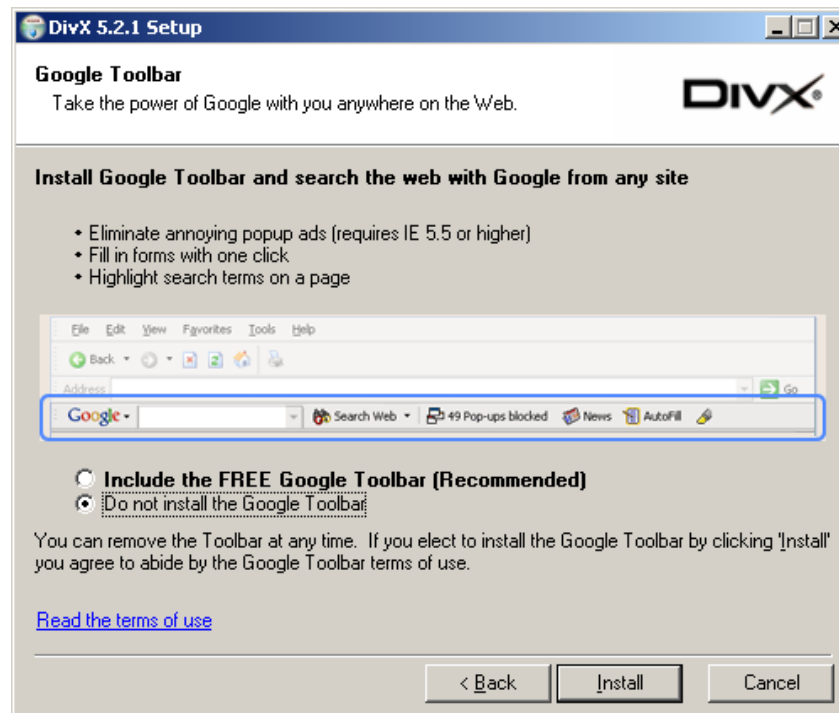 DivX 5.2.1 Setup
Google Toolbar
Take the power of Google with you anywhere on the Web.
DIVX®
Install Google Toolbar and search the web with Google from any site
• Eliminate annoying popup ads (requires IE 5.5 or higher)
• Fill in forms with one click
• Highlight search terms on a page
File Edit View Favorites Tools Help
Back
Address Go
Google Search Web 49 Pop-ups blocked News AutoFill
Include the FREE Google Toolbar (Recommended)
Do not install the Google Toolbar
You can remove the Toolbar at any time. If you elect to install the Google Toolbar by clicking 'Install'
you agree to abide by the Google Toolbar terms of use.
Read the terms of use
< Back Install Cancel